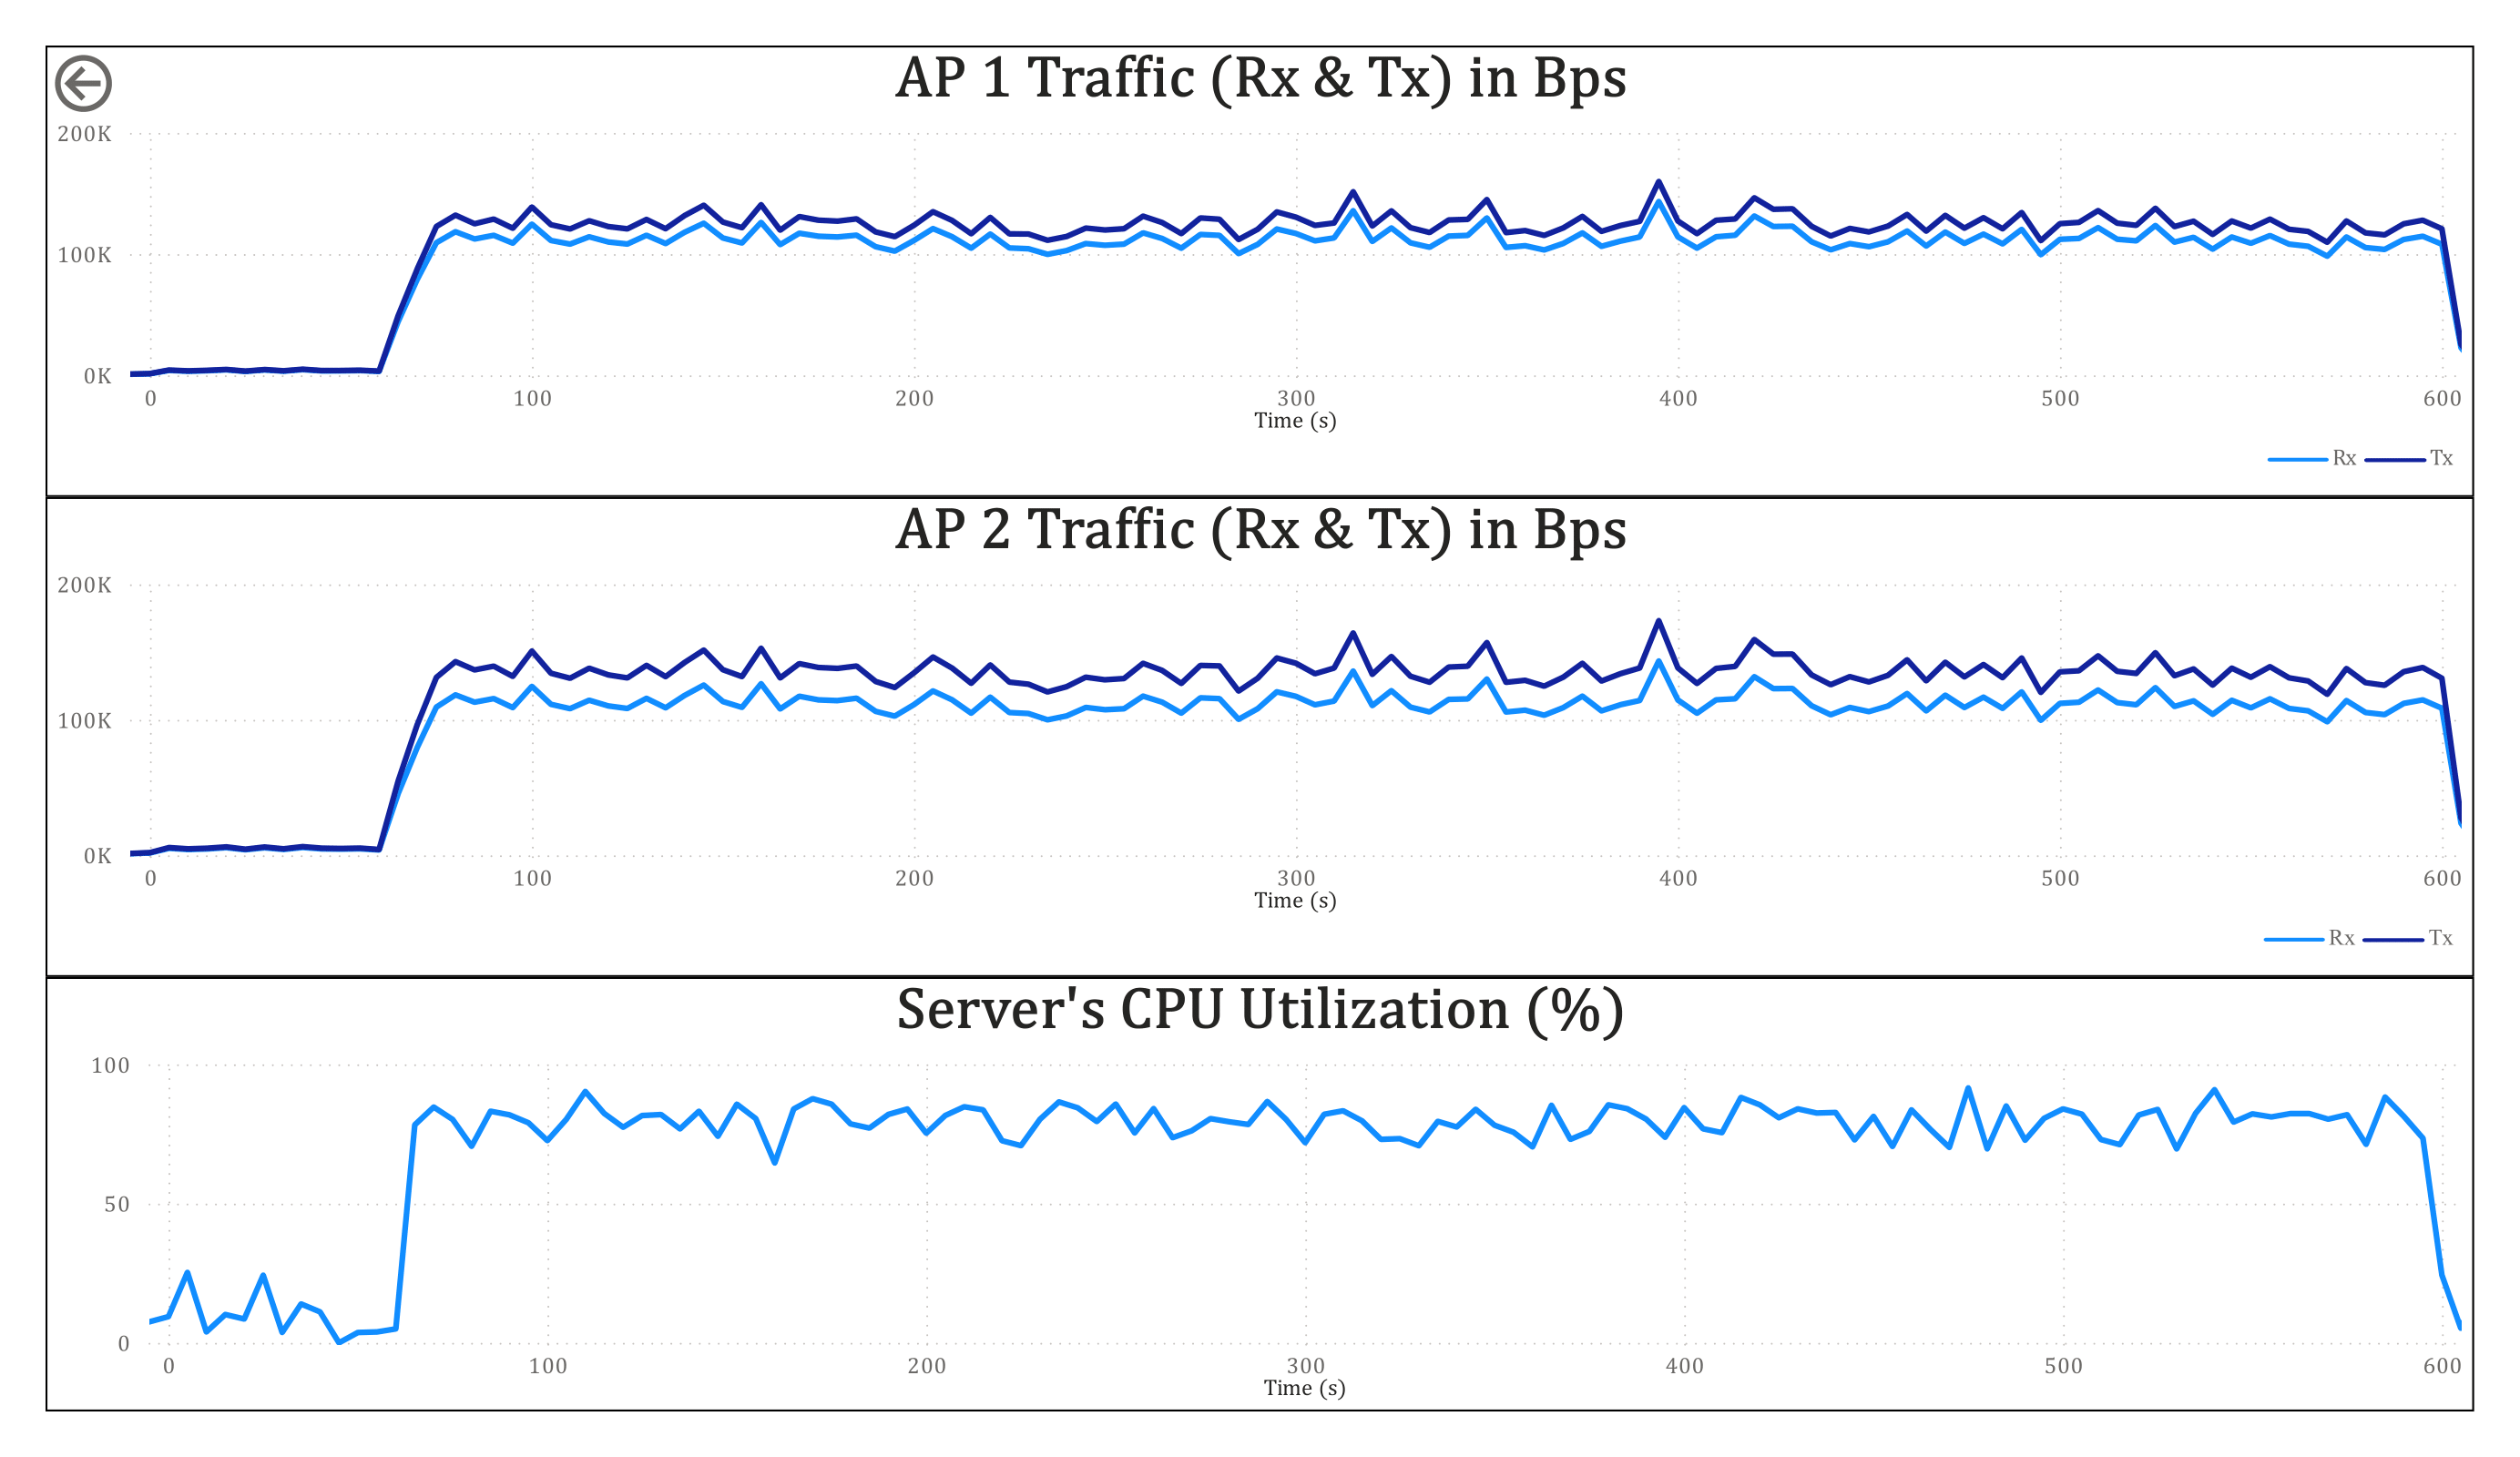 AP 1 Traffic (Rx & Tx) in Bps
200K
100K
0K
0 100 200 300 400 500 600
Time (s)
Rx Tx
AP 2 Traffic (Rx & Tx) in Bps
200K
100K
0K
0 100 200 300 400 500 600
Time (s)
Rx Tx
Server's CPU Utilization (%)
100
50
0
0 100 200 300 400 500 600
Time (s)